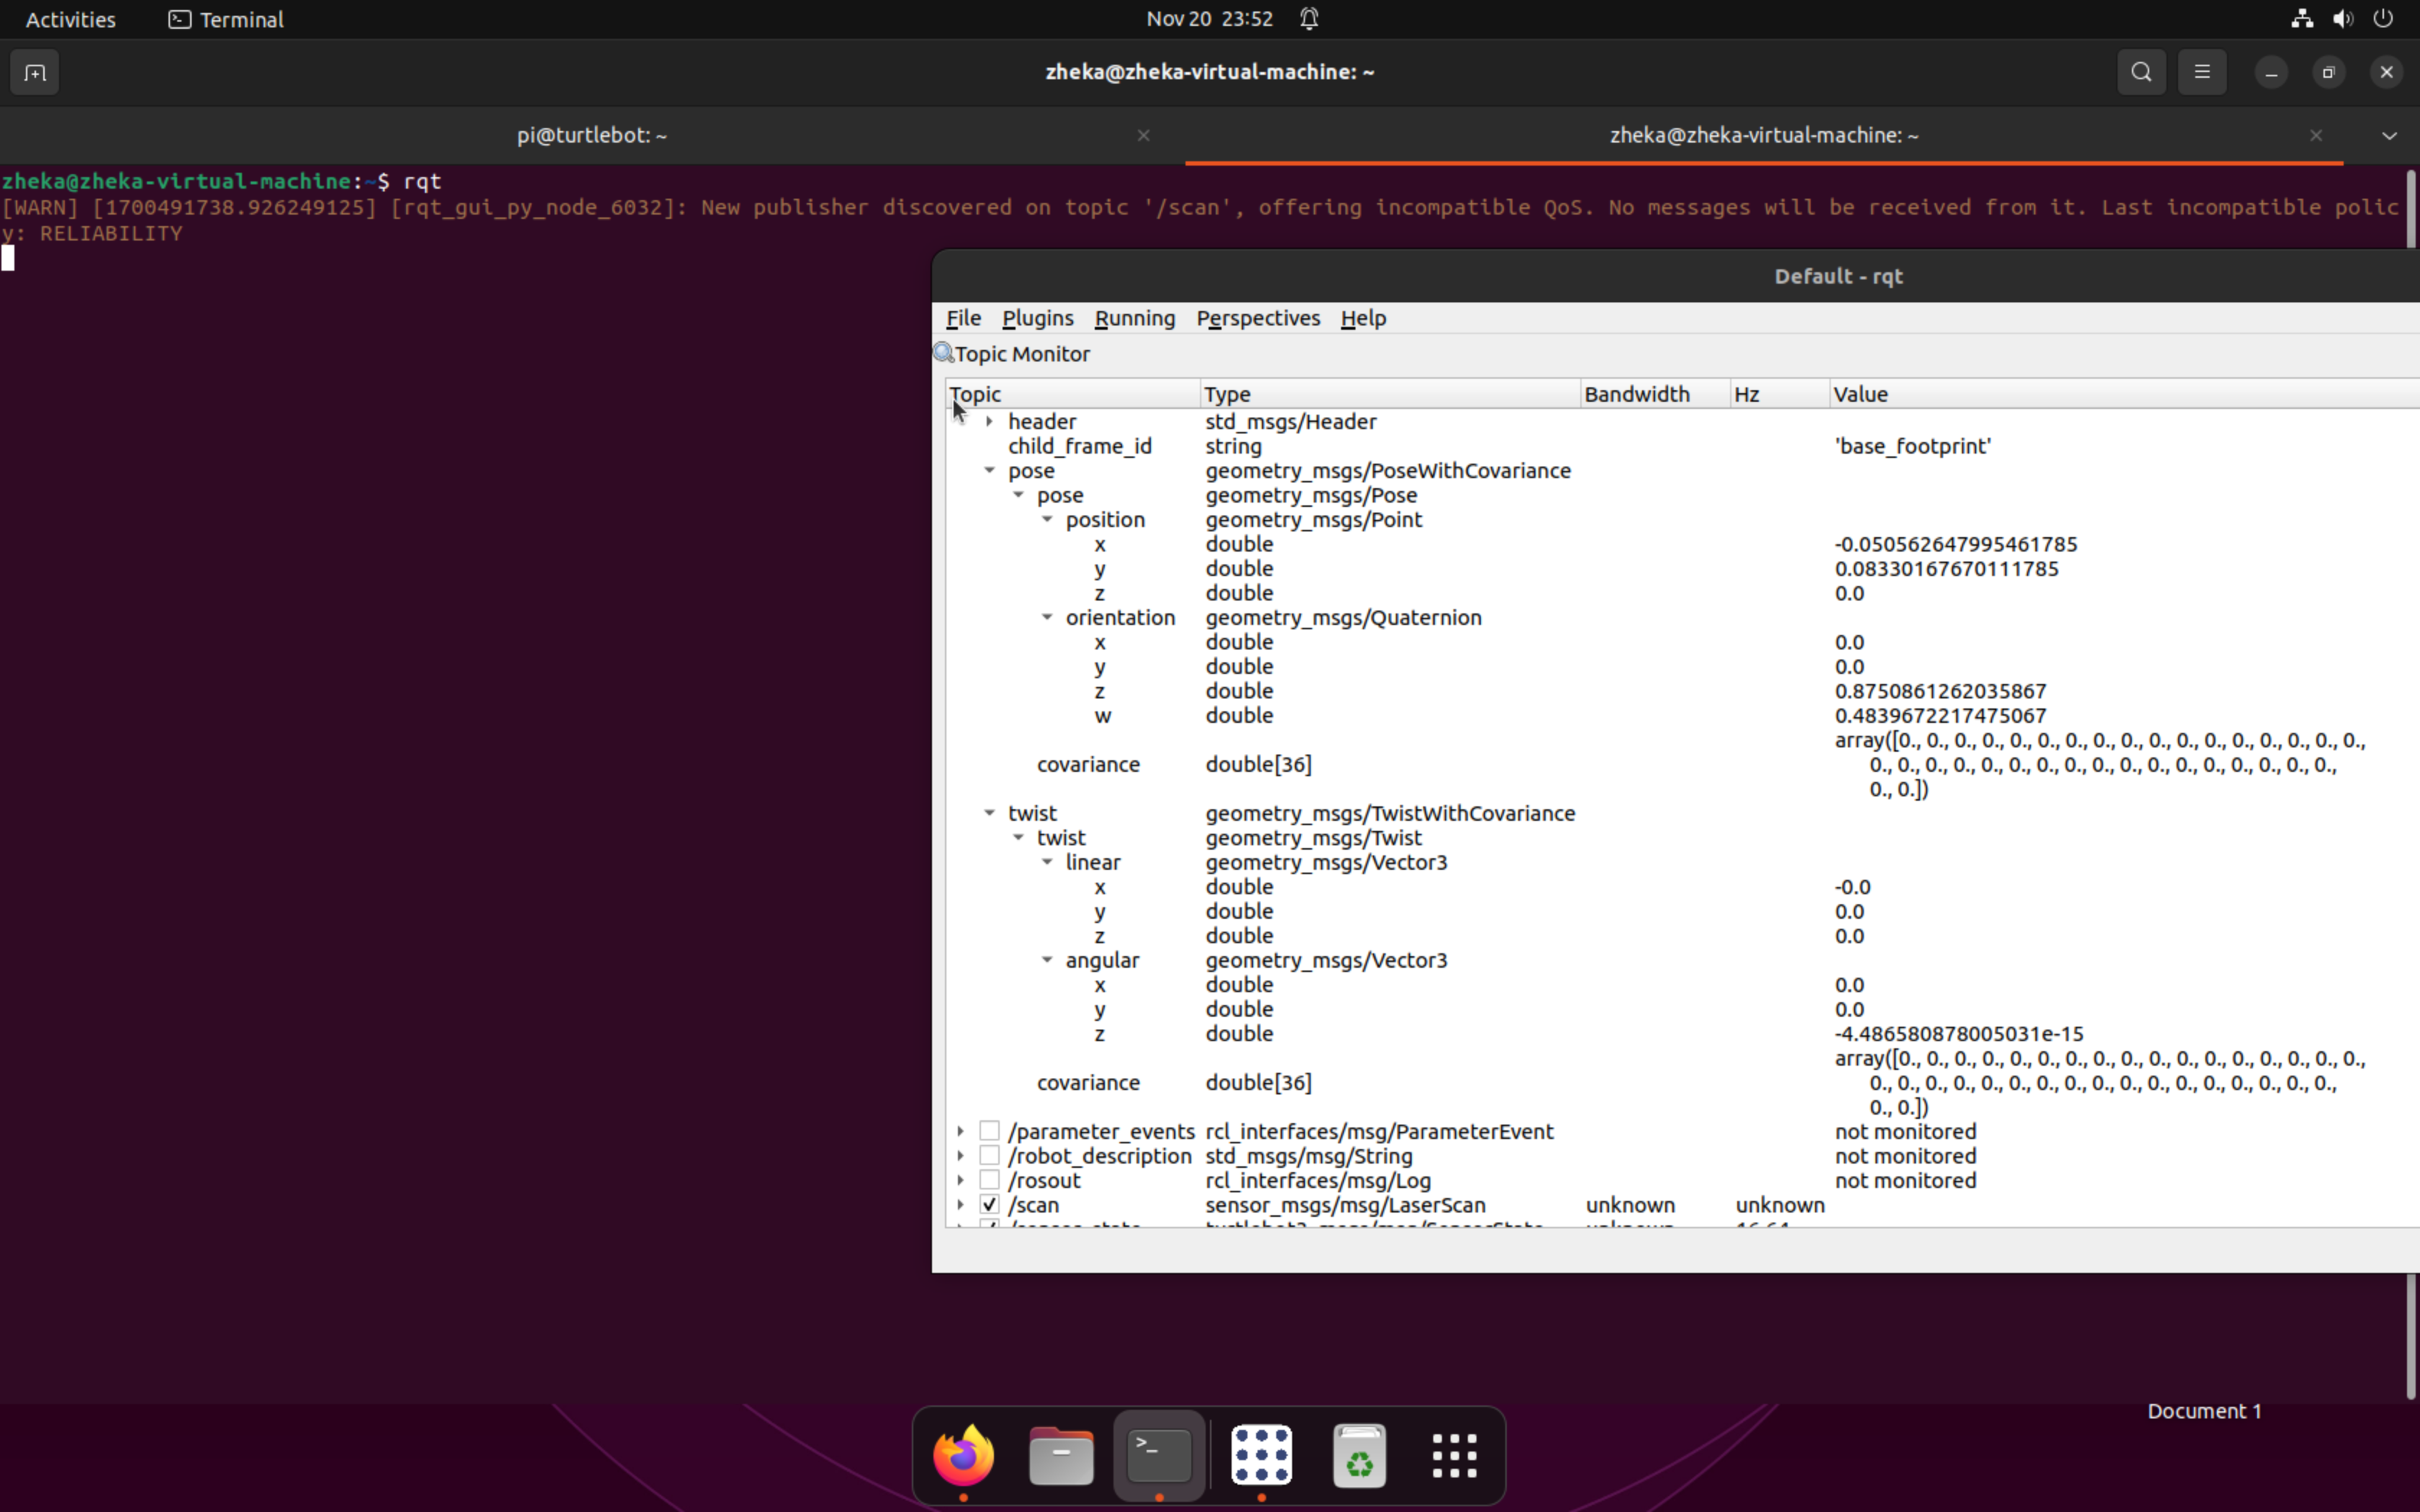 Activities Terminal Nov 20 23:52
zheka@zheka-virtual-machine: ~
pi@turtlebot: ~ zheka@zheka-virtual-machine: ~
zheka@zheka-virtual-machine:~$ rqt
[WARN] [1700491738.926249125] [rqt_gui_py_node_6032]: New publisher discovered on topic '/scan', offering incompatible QoS. No messages will be received from it. Last incompatible polic
y: RELIABILITY
Default - rqt
File Plugins Running Perspectives Help
Topic Monitor
Topic Type Bandwidth Hz Value
header std_msgs/Header
child_frame_id string 'base_footprint'
pose geometry_msgs/PoseWithCovariance
pose geometry_msgs/Pose
position geometry_msgs/Point
x double -0.050562647995461785
y double 0.08330167670111785
z double 0.0
orientation geometry_msgs/Quaternion
x double 0.0
y double 0.0
z double 0.8750861262035867
w double 0.4839672217475067
array([0., 0., 0., 0., 0., 0., 0., 0., 0., 0., 0., 0., 0., 0., 0., 0., 0.,
covariance double[36] 0., 0., 0., 0., 0., 0., 0., 0., 0., 0., 0., 0., 0., 0., 0., 0., 0.,
0., 0.])
twist geometry_msgs/TwistWithCovariance
twist geometry_msgs/Twist
linear geometry_msgs/Vector3
x double -0.0
y double 0.0
z double 0.0
angular geometry_msgs/Vector3
x double 0.0
y double 0.0
z double -4.486580878005031e-15
array([0., 0., 0., 0., 0., 0., 0., 0., 0., 0., 0., 0., 0., 0., 0., 0., 0.,
covariance double[36] 0., 0., 0., 0., 0., 0., 0., 0., 0., 0., 0., 0., 0., 0., 0., 0., 0.,
0., 0.])
/parameter_events rcl_interfaces/msg/ParameterEvent not monitored
/robot_description std_msgs/msg/String not monitored
/rosout rcl_interfaces/msg/Log not monitored
/scan sensor_msgs/msg/LaserScan unknown unknown
Document 1